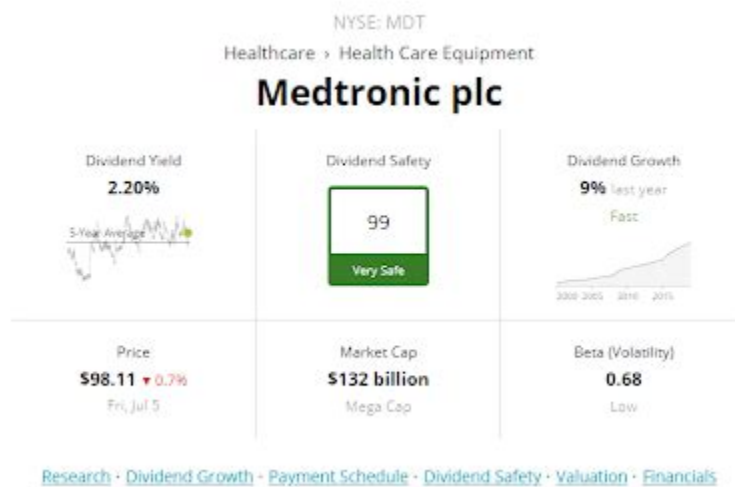 NYSE: MDT
Healthcare › Health Care Equipment
Medtronic plc
Dividend Yield
2.20%
5-Year Average
Dividend Safety
99
Very Safe
Dividend Growth
9% last year
Fast
2000 2005 2010 2015
Price
$98.11 ▼ 0.7%
Fri, Jul 5
Market Cap
$132 billion
Mega Cap
Beta (Volatility)
0.68
Low
Research · Dividend Growth · Payment Schedule · Dividend Safety · Valuation · Financials